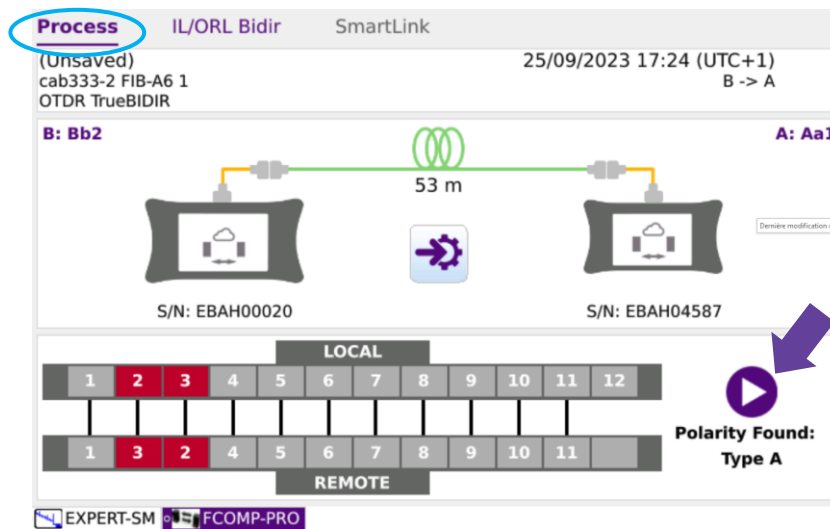 Process IL/ORL Bidir SmartLink
(Unsaved) 25/09/2023 17:24 (UTC+1)
cab333-2 FIB-A6 1 B -> A
OTDR TrueBIDIR
B: Bb2 A: Aa1
53 m
Dernière modification
S/N: EBAH00020 S/N: EBAH04587
LOCAL
1 2 3 4 5 6 7 8 9 10 11 12
1 3 2 4 5 6 7 8 9 10 11
REMOTE
Polarity Found:
Type A
EXPERT-SM FCOMP-PRO